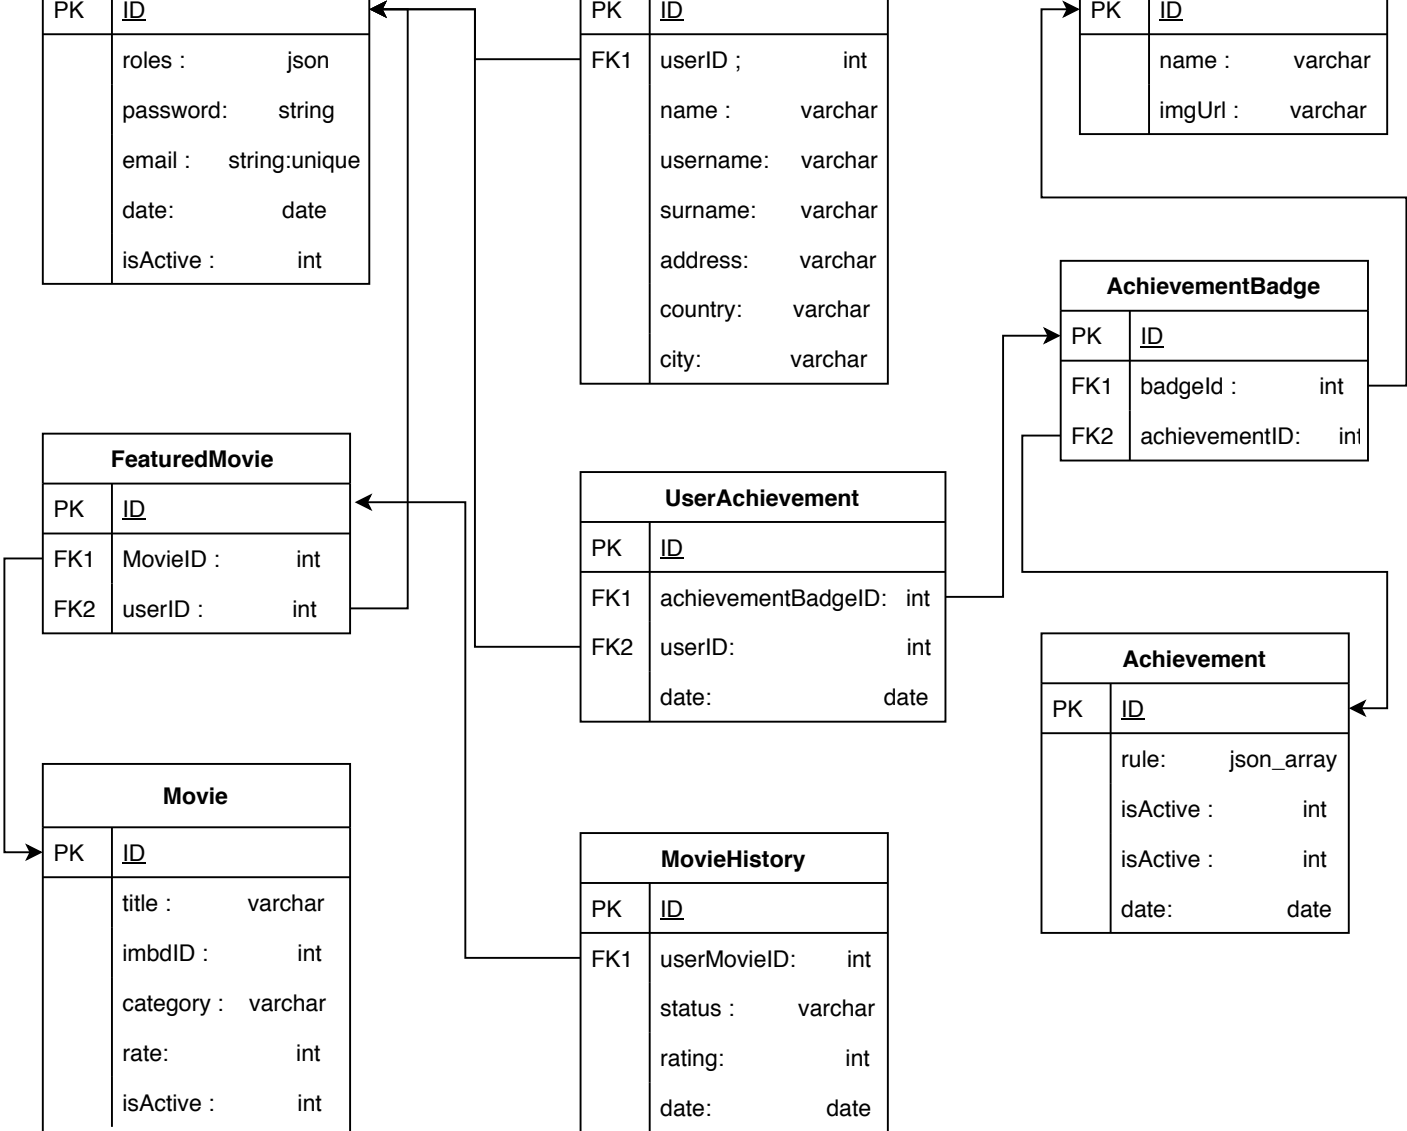 PK ID
roles : json
password: string
email : string:unique
date: date
isActive : int
PK ID
FK1 userID ; int
name : varchar
username: varchar
surname: varchar
address: varchar
country: varchar
city: varchar
PK ID
name : varchar
imgUrl : varchar
AchievementBadge
PK ID
FK1 badgeId : int
FK2 achievementID: int
FeaturedMovie
PK ID
FK1 MovieID : int
FK2 userID : int
UserAchievement
PK ID
FK1 achievementBadgeID: int
FK2 userID: int
date: date
Achievement
PK ID
rule: json_array
isActive : int
isActive : int
date: date
Movie
PK ID
title : varchar
imbdID : int
category : varchar
rate: int
isActive : int
MovieHistory
PK ID
FK1 userMovieID: int
status : varchar
rating: int
date: date